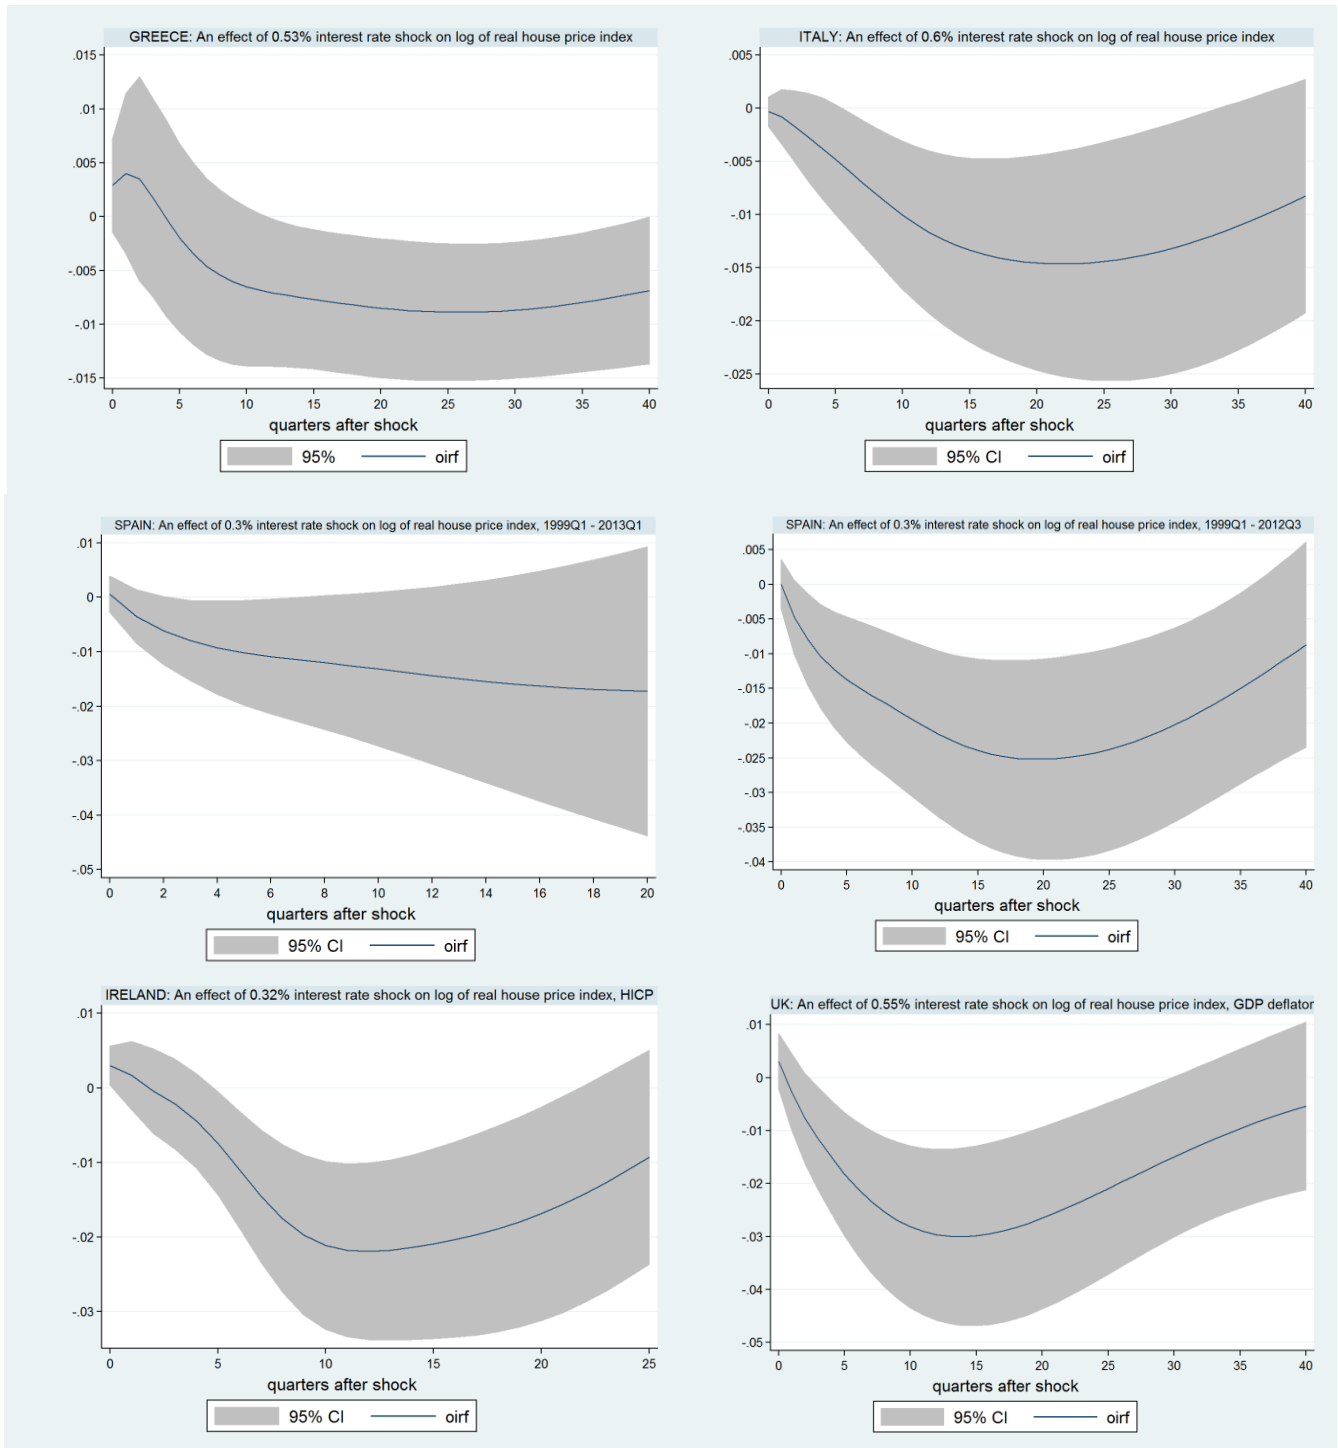 GREECE: An effect of 0.53% interest rate shock on log of real house price index
.015
.01
.005
0
-.005
-.01
-.015
0 5 10 15 20 25 30 35 40
quarters after shock
95% oirf
ITALY: An effect of 0.6% interest rate shock on log of real house price index
.005
0
-.005
-.01
-.015
-.02
-.025
0 5 10 15 20 25 30 35 40
quarters after shock
95% CI oirf
SPAIN: An effect of 0.3% interest rate shock on log of real house price index, 1999Q1 - 2013Q1
.01
0
-.01
-.02
-.03
-.04
-.05
0 2 4 6 8 10 12 14 16 18 20
quarters after shock
95% CI oirf
SPAIN: An effect of 0.3% interest rate shock on log of real house price index, 1999Q1 - 2012Q3
.005
0
-.005
-.01
-.015
-.02
-.025
-.03
-.035
-.04
0 5 10 15 20 25 30 35 40
quarters after shock
95% CI oirf
IRELAND: An effect of 0.32% interest rate shock on log of real house price index, HICP
.01
0
-.01
-.02
-.03
0 5 10 15 20 25
quarters after shock
95% CI oirf
UK: An effect of 0.55% interest rate shock on log of real house price index, GDP deflator
.01
0
-.01
-.02
-.03
-.04
-.05
0 5 10 15 20 25 30 35 40
quarters after shock
95% CI oirf